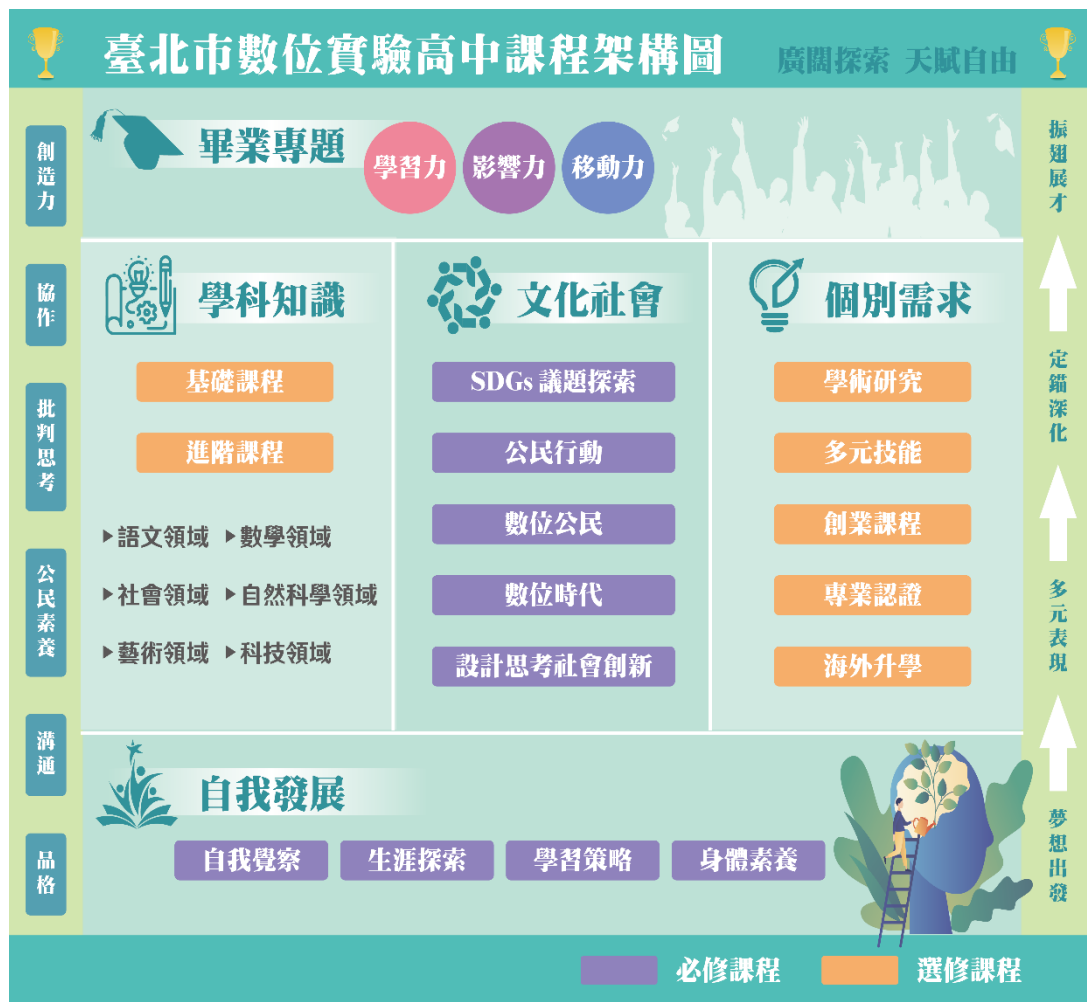 臺北市數位實驗高中課程架構圖
廣闊探索 天賦自由
創造力
協作
批判思考
公民素養
溝通
品格
畢業專題
學習力
影響力
移動力
學科知識
基礎課程
進階課程
▶語文領域 ▶數學領域
▶社會領域 ▶自然科學領域
▶藝術領域 ▶科技領域
文化社會
SDGs 議題探索
公民行動
數位公民
數位時代
設計思考社會創新
個別需求
學術研究
多元技能
創業課程
專業認證
海外升學
自我發展
自我覺察
生涯探索
學習策略
身體素養
振翅展才
定錨深化
多元表現
夢想出發
必修課程
選修課程